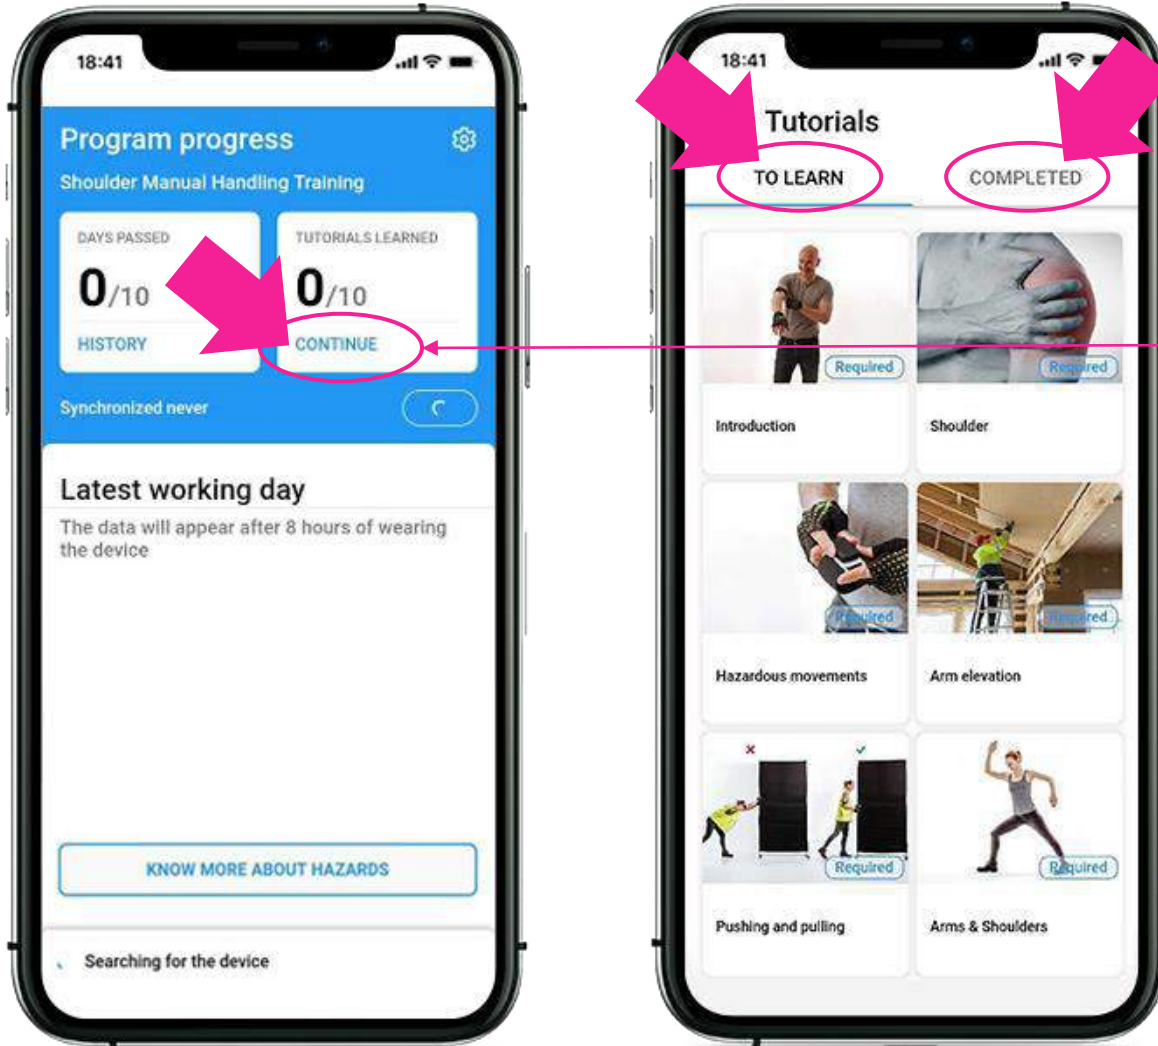 18:41
Program progress
Shoulder Manual Handling Training
DAYS PASSED
0/10
HISTORY
TUTORIALS LEARNED
0/10
CONTINUE
Synchronized never
Latest working day
The data will appear after 8 hours of wearing
the device
KNOW MORE ABOUT HAZARDS
Searching for the device
18:41
Tutorials
TO LEARN
COMPLETED
Required
Introduction
Required
Shoulder
Required
Hazardous movements
Required
Arm elevation
Required
Pushing and pulling
Required
Arms & Shoulders